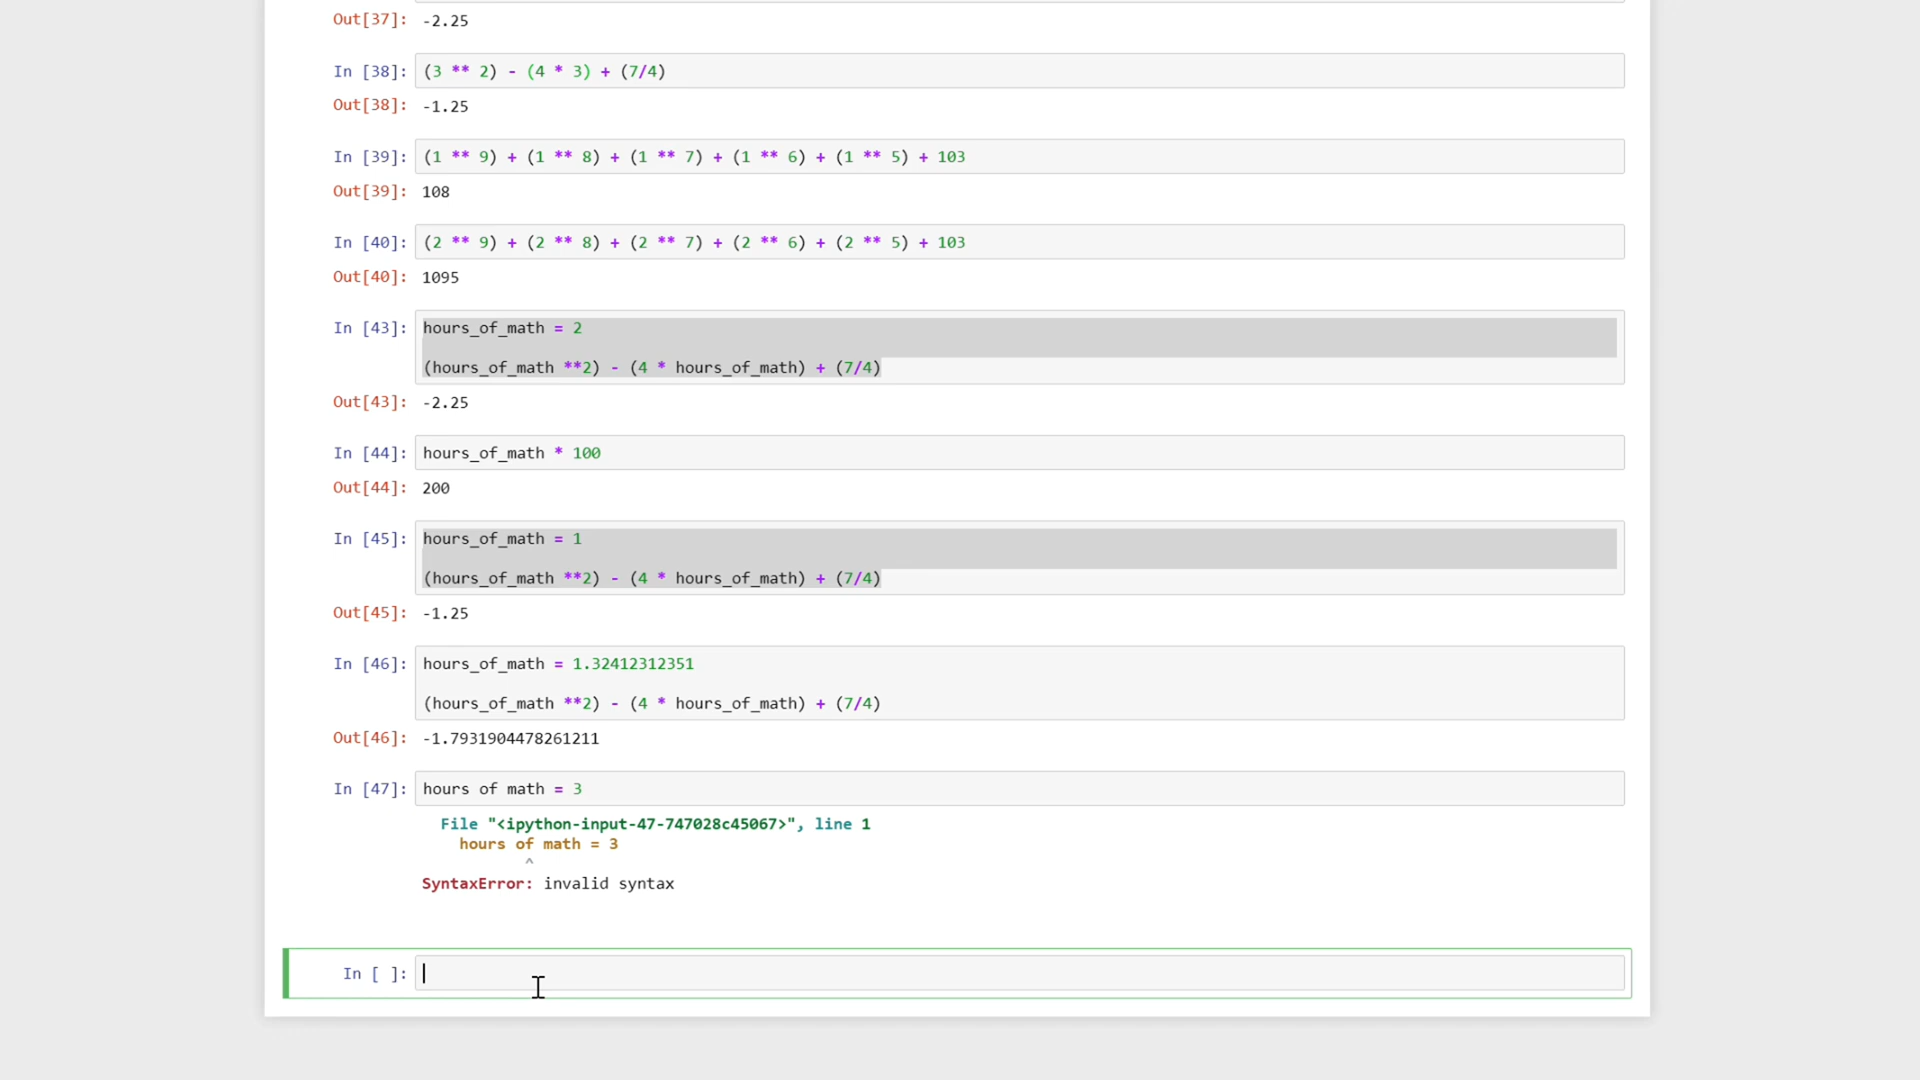 Out[37]: -2.25
In [38]: (3 ** 2) - (4 * 3) + (7/4)
Out[38]: -1.25
In [39]: (1 ** 9) + (1 ** 8) + (1 ** 7) + (1 ** 6) + (1 ** 5) + 103
Out[39]: 108
In [40]: (2 ** 9) + (2 ** 8) + (2 ** 7) + (2 ** 6) + (2 ** 5) + 103
Out[40]: 1095
In [43]: hours_of_math = 2
(hours_of_math **2) - (4 * hours_of_math) + (7/4)
Out[43]: -2.25
In [44]: hours_of_math * 100
Out[44]: 200
In [45]: hours_of_math = 1
(hours_of_math **2) - (4 * hours_of_math) + (7/4)
Out[45]: -1.25
In [46]: hours_of_math = 1.32412312351
(hours_of_math **2) - (4 * hours_of_math) + (7/4)
Out[46]: -1.7931904478261211
In [47]: hours of math = 3
File "<ipython-input-47-747028c45067>", line 1
hours of math = 3
^
SyntaxError: invalid syntax
In [ ]: